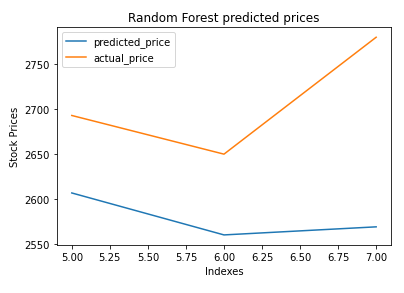 Random Forest predicted prices
predicted_price
actual_price
Stock Prices
2750
2700
2650
2600
2550
5.00 5.25 5.50 5.75 6.00 6.25 6.50 6.75 7.00
Indexes